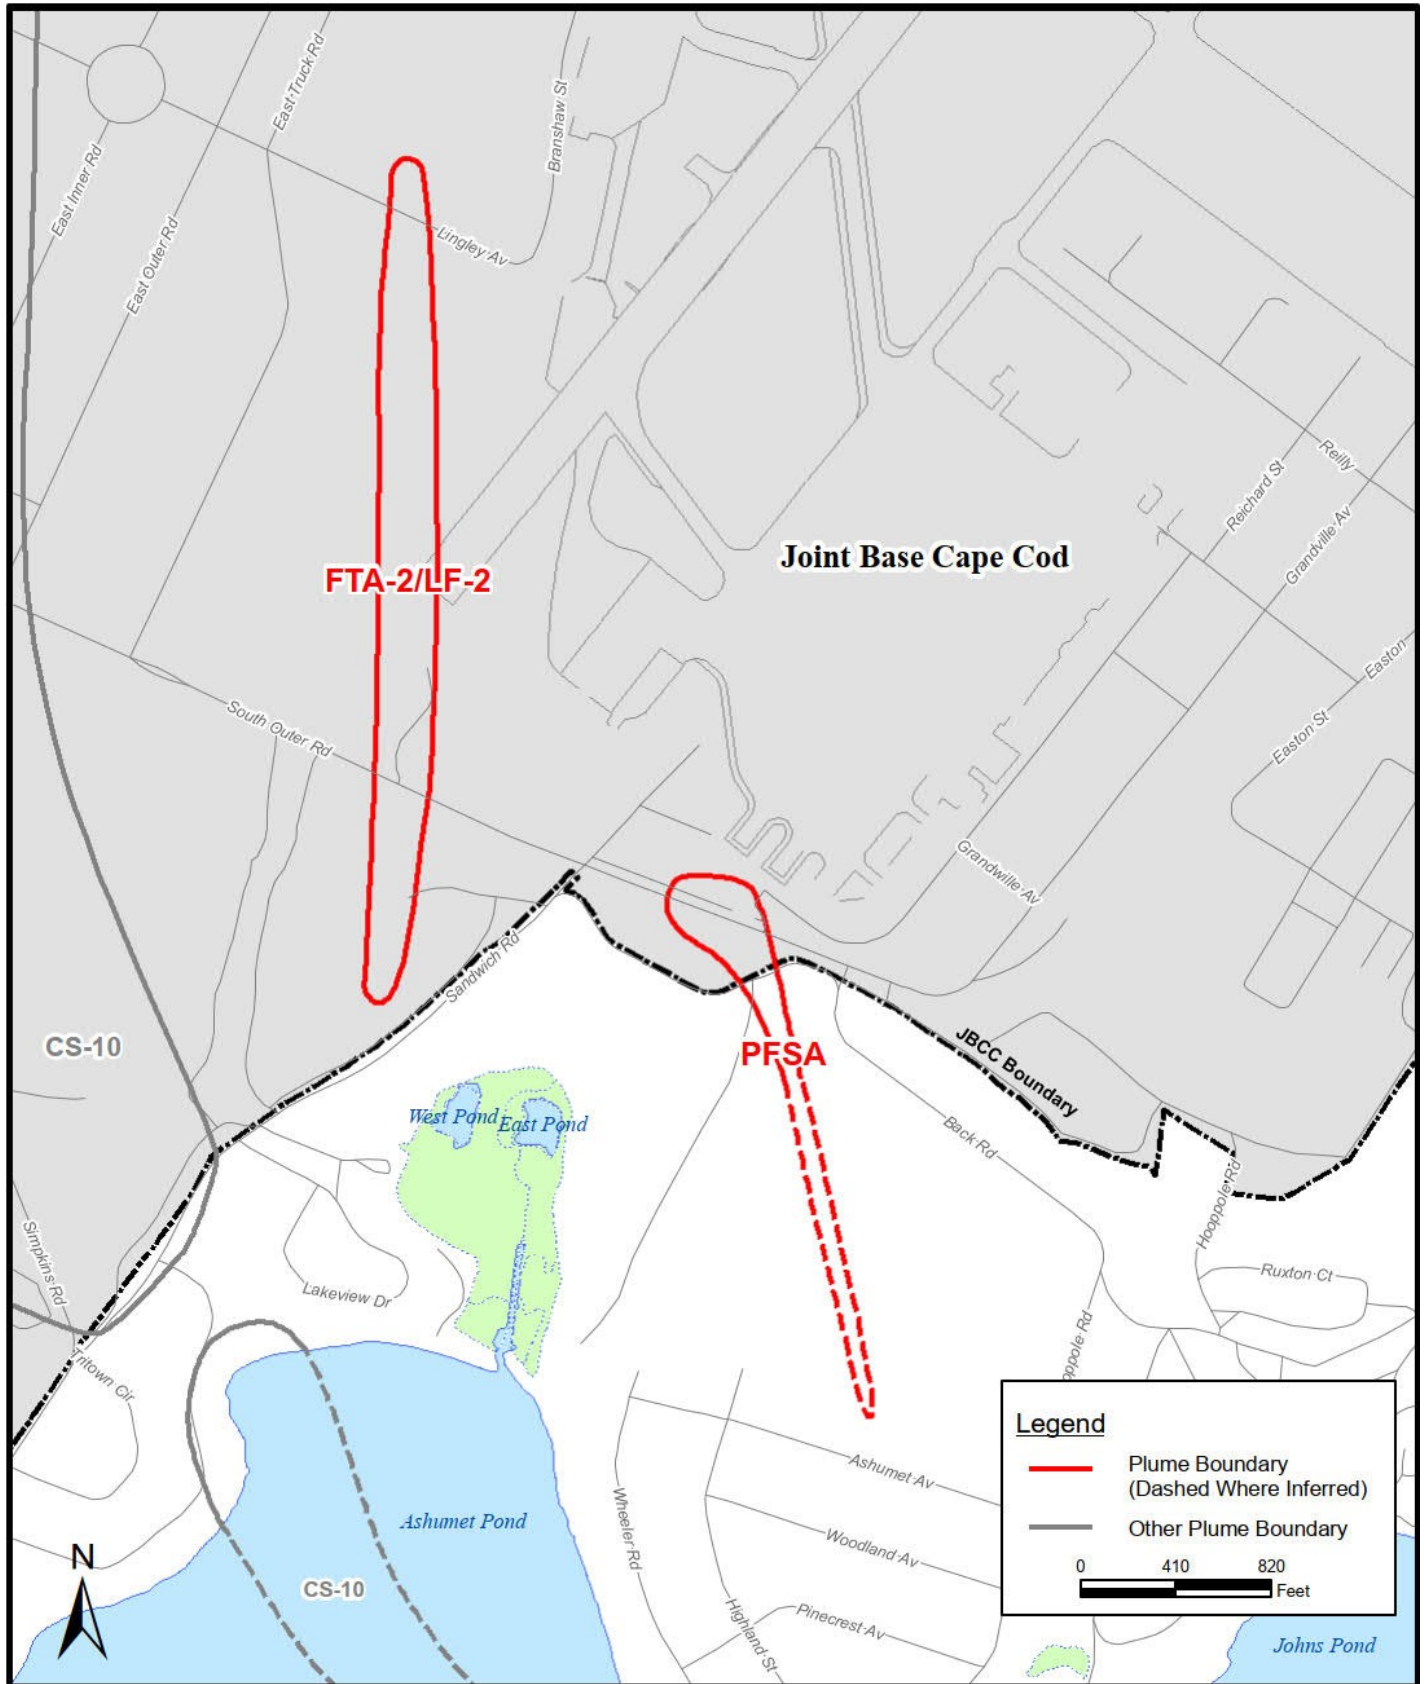 East Truck Rd
East Inner Rd
East Outer Rd
Branshaw St
Lingley Av
Reilly
Reichard St
Grandville Av
Joint Base Cape Cod
FTA-2/LF-2
Easton
Easton St
South Outer Rd
Grandwille Av
Sandwich Rd
CS-10
PFSA
JBCC Boundary
West Pond
East Pond
Back Rd
Hooppole Rd
Simpkins Rd
Lakeview Dr
Ruxton Ct
Tritown Cir
oppole Rd
Ashumet Av
Wheeler Rd
Ashumet Pond
Woodland Av
CS-10
Highland St
Pinecrest Av
Johns Pond
N
Legend
Plume Boundary
(Dashed Where Inferred)
Other Plume Boundary
0 410 820
Feet